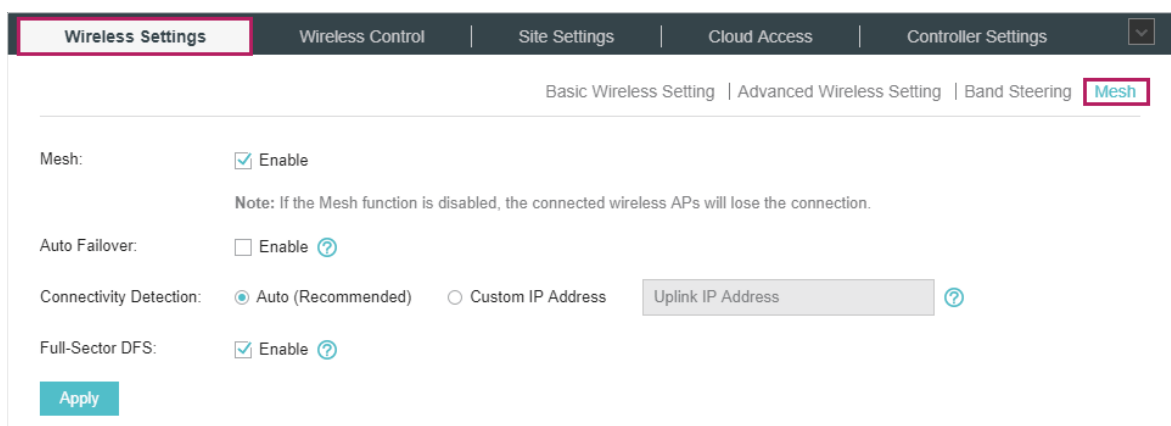 Wireless Settings | Wireless Control | Site Settings | Cloud Access | Controller Settings
Basic Wireless Setting | Advanced Wireless Setting | Band Steering | Mesh
Mesh: Enable
Note: If the Mesh function is disabled, the connected wireless APs will lose the connection.
Auto Failover: Enable ?
Connectivity Detection: Auto (Recommended) Custom IP Address Uplink IP Address ?
Full-Sector DFS: Enable ?
Apply